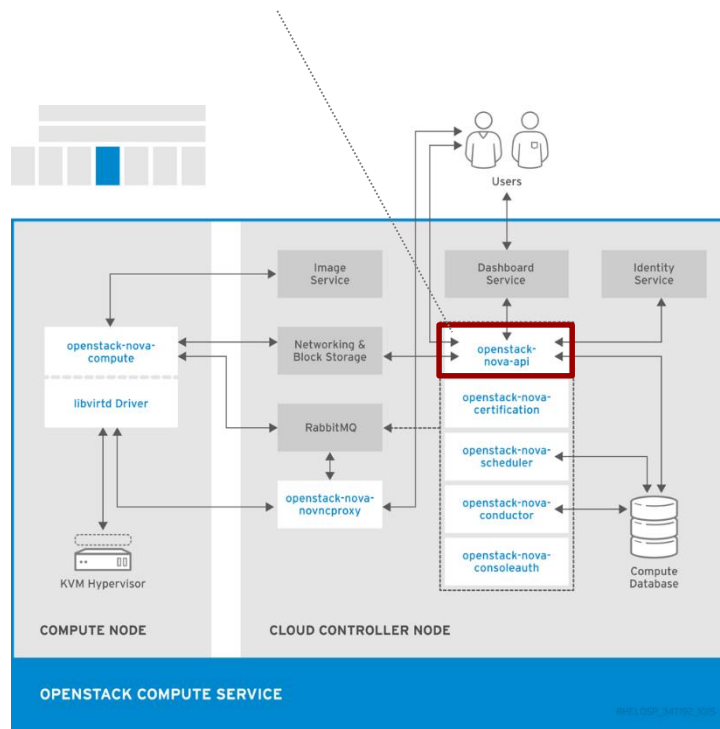 Users
Image
Service
Dashboard
Service
Identity
Service
openstack-nova-
compute
Networking &
Block Storage
openstack-
nova-api
libvirtd Driver
openstack-nova-
certification
RabbitMQ
openstack-nova-
scheduler
openstack-nova-
novncproxy
openstack-nova-
conductor
KVM Hypervisor
openstack-nova-
consoleauth
Compute
Database
COMPUTE NODE
CLOUD CONTROLLER NODE
OPENSTACK COMPUTE SERVICE